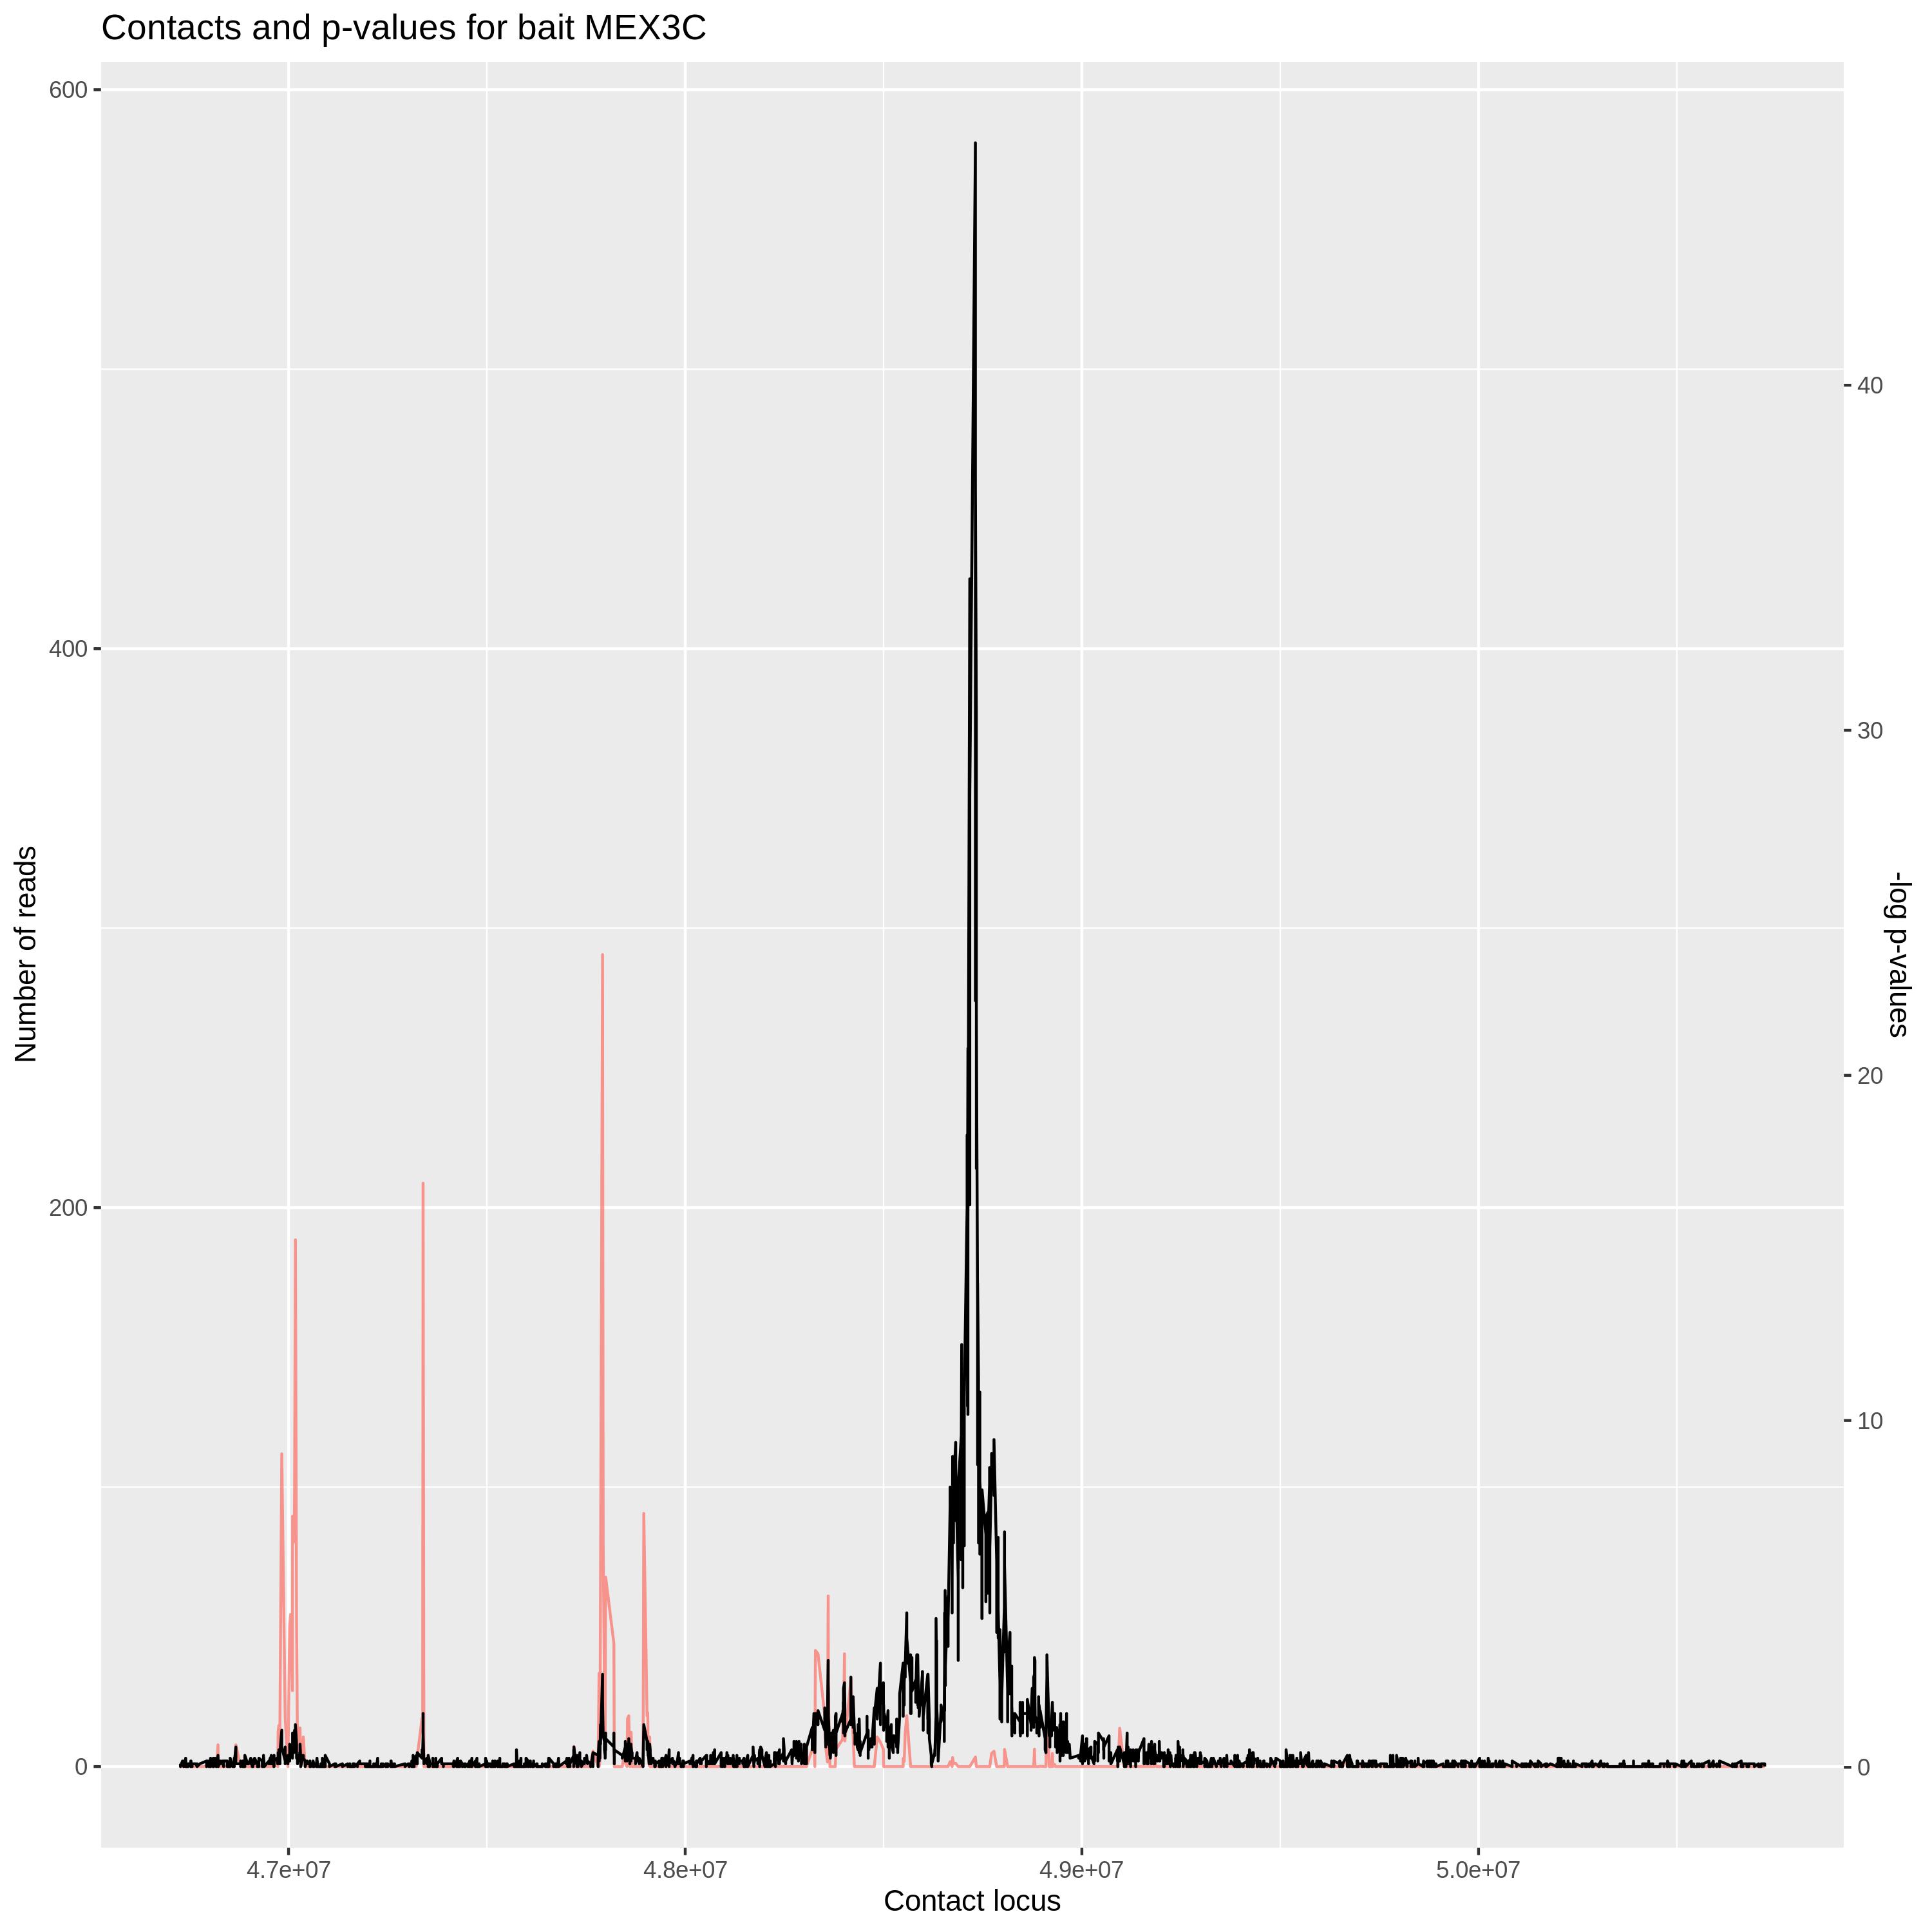 Contacts and p-values for bait MEX3C
600
400
200
0
Number of reads
40
30
20
10
0
-log p-values
4.7e+07
4.8e+07
4.9e+07
5.0e+07
Contact locus